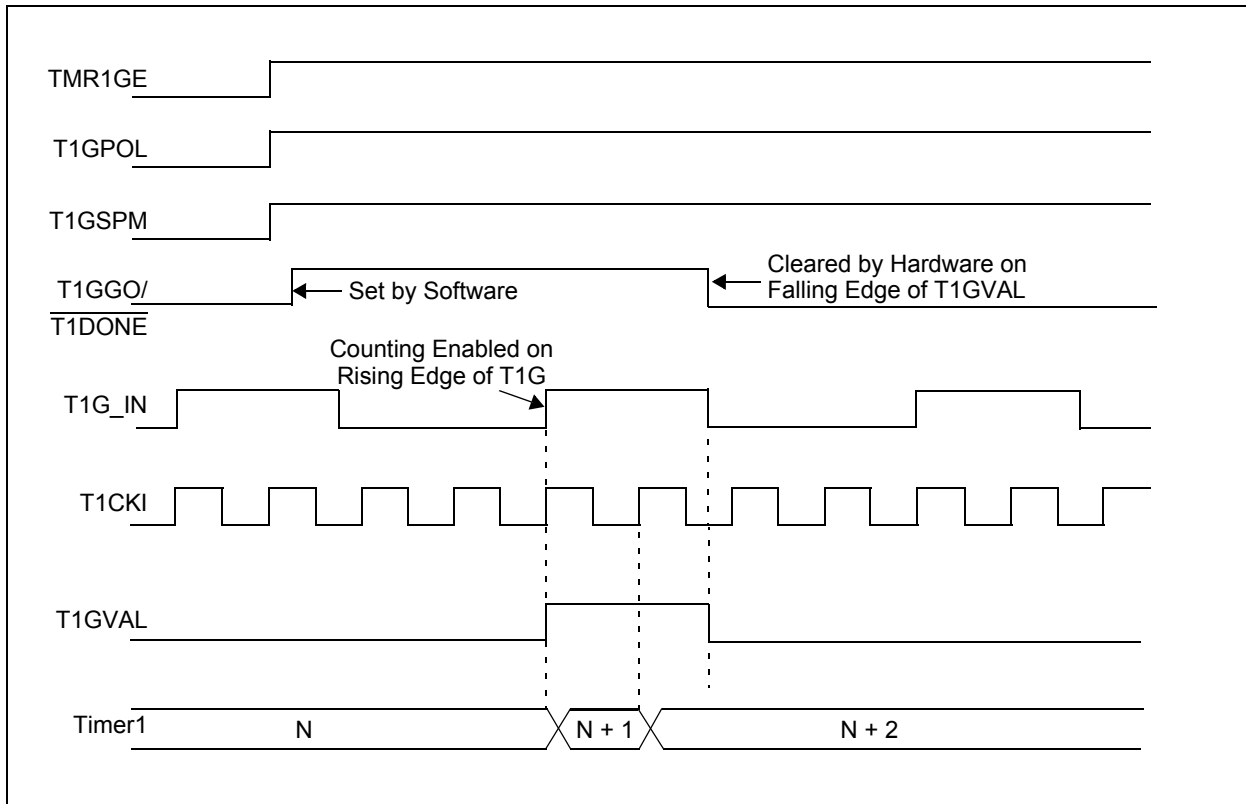 TMR1GE
T1GPOL
T1GSPM
T1GGO/
T1DONE
Set by Software
Cleared by Hardware on
Falling Edge of T1GVAL
Counting Enabled on
Rising Edge of T1G
T1G_IN
T1CKI
T1GVAL
Timer1
N
N + 1
N + 2